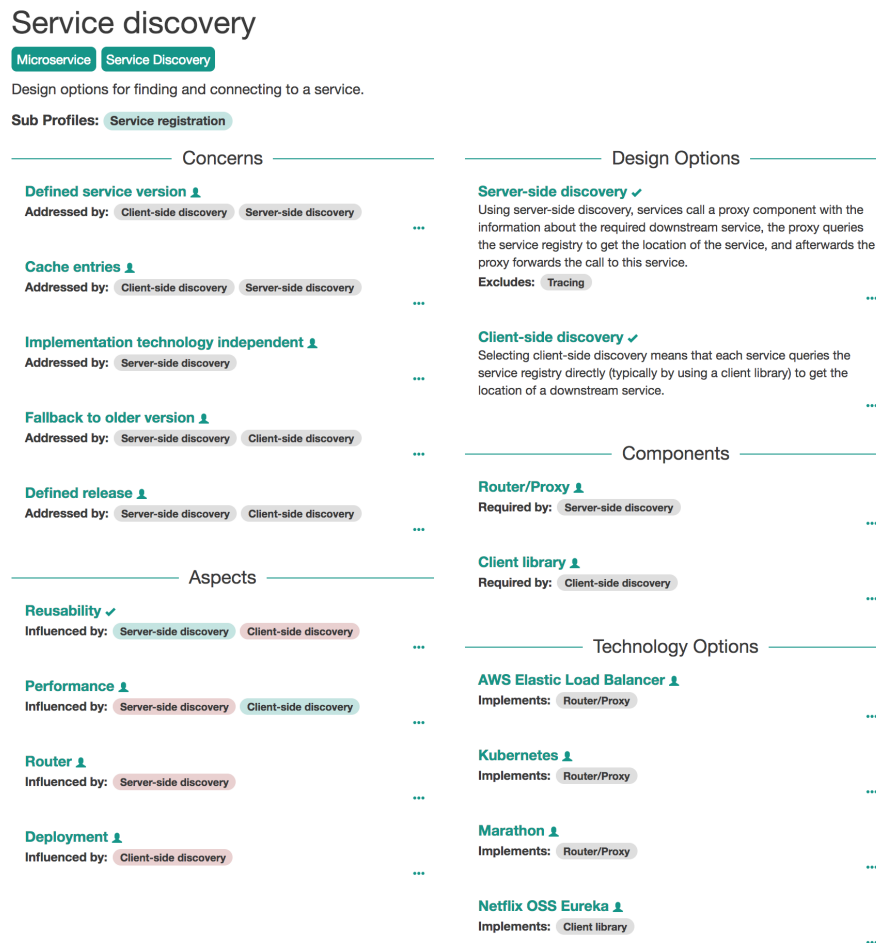 Service discovery
Microservice Service Discovery
Design options for finding and connecting to a service.
Sub Profiles: Service registration
Concerns
Defined service version
Addressed by: Client-side discovery Server-side discovery
Cache entries
Addressed by: Client-side discovery Server-side discovery
Implementation technology independent
Addressed by: Server-side discovery
Fallback to older version
Addressed by: Server-side discovery Client-side discovery
Defined release
Addressed by: Server-side discovery Client-side discovery
Aspects
Reusability
Influenced by: Server-side discovery Client-side discovery
Performance
Influenced by: Server-side discovery Client-side discovery
Router
Influenced by: Server-side discovery
Deployment
Influenced by: Client-side discovery
Design Options
Server-side discovery
Using server-side discovery, services call a proxy component with the
information about the required downstream service, the proxy queries
the service registry to get the location of the service, and afterwards the
proxy forwards the call to this service.
Excludes: Tracing
Client-side discovery
Selecting client-side discovery means that each service queries the
service registry directly (typically by using a client library) to get the
location of a downstream service.
Components
Router/Proxy
Required by: Server-side discovery
Client library
Required by: Client-side discovery
Technology Options
AWS Elastic Load Balancer
Implements: Router/Proxy
Kubernetes
Implements: Router/Proxy
Marathon
Implements: Router/Proxy
Netflix OSS Eureka
Implements: Client library